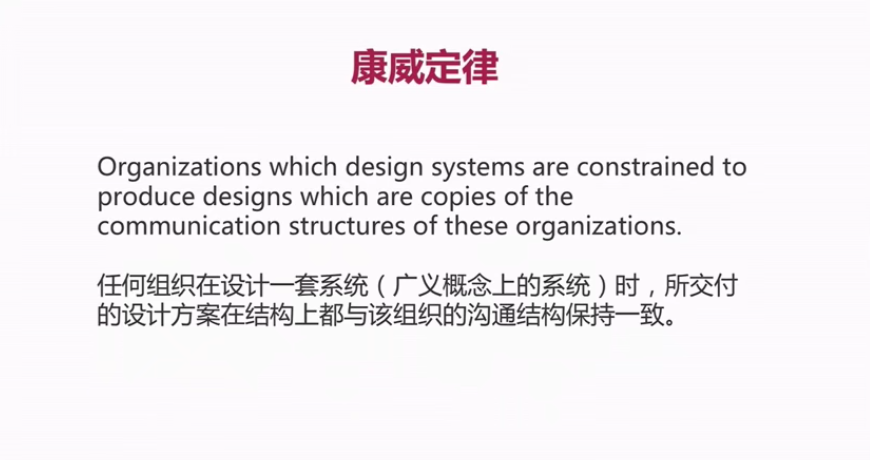 康威定律
Organizations which design systems are constrained to
produce designs which are copies of the
communication structures of these organizations.
任何组织在设计一套系统（广义概念上的系统）时，所交付
的设计方案在结构上都与该组织的沟通结构保持一致。